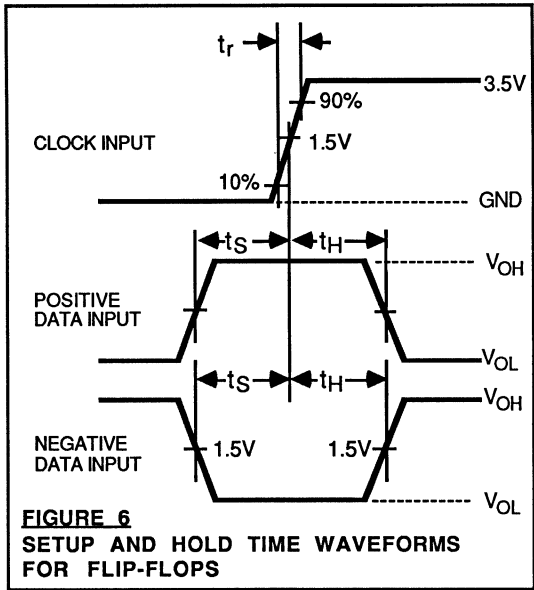 tr
3.5V
90%
CLOCK INPUT
1.5V
10%
GND
tS tH
VOH
POSITIVE
DATA INPUT
VOL
tS tH
VOH
NEGATIVE
DATA INPUT
1.5V 1.5V
VOL
FIGURE 6
SETUP AND HOLD TIME WAVEFORMS
FOR FLIP-FLOPS